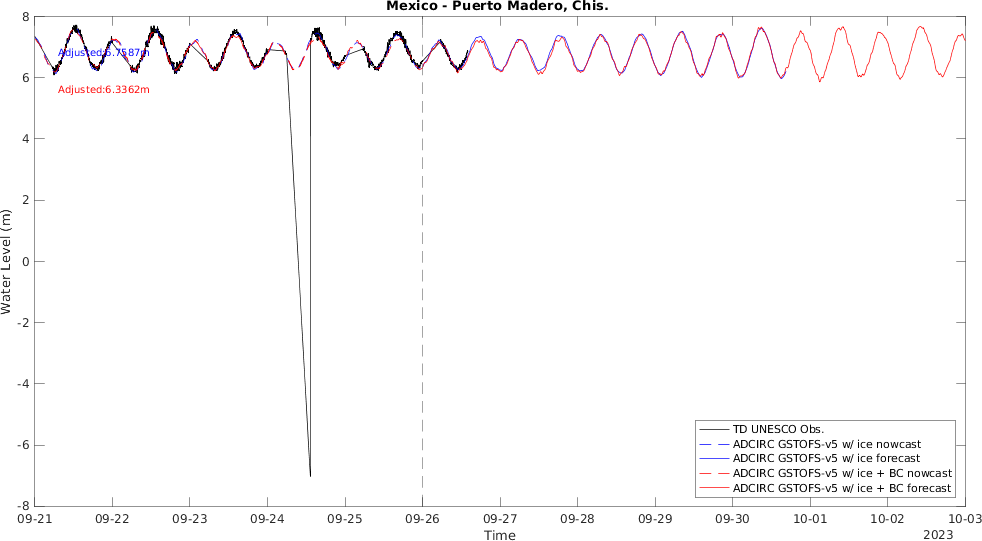 Mexico - Puerto Madero, Chis.
Adjusted:6.7587m
Adjusted:6.3362m
Water Level (m)
8
6
4
2
0
-2
-4
-6
-8
TD UNESCO Obs.
ADCIRC GSTOFS-v5 w/ ice nowcast
ADCIRC GSTOFS-v5 w/ ice forecast
ADCIRC GSTOFS-v5 w/ ice + BC nowcast
ADCIRC GSTOFS-v5 w/ ice + BC forecast
09-21 09-22 09-23 09-24 09-25 09-26 09-27 09-28 09-29 09-30 10-01 10-02 10-03
Time
2023